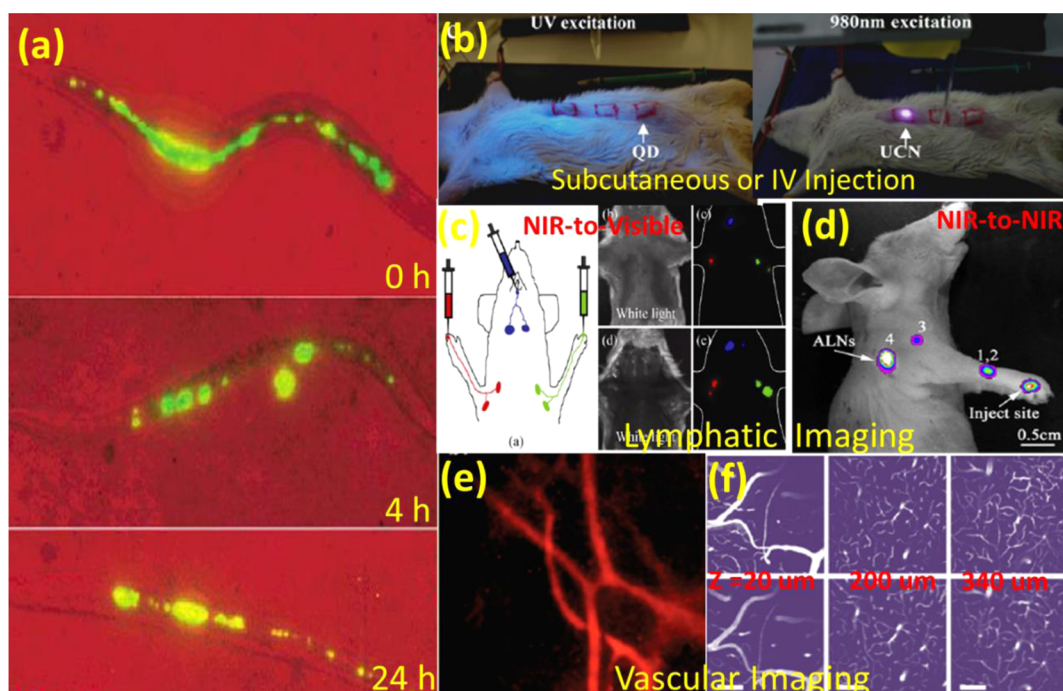 (a)
0 h
4 h
24 h
(b)
UV excitation
980nm excitation
QD
UCN
Subcutaneous or IV Injection
(c)
NIR-to-Visible
(b)
(c)
White light
(d)
(e)
White light
(a)
Lymphatic Imaging
(d)
NIR-to-NIR
ALNs
4
3
1,2
Inject site
0.5cm
(e)
(f)
Z =20 um
200 um
340 um
Vascular Imaging